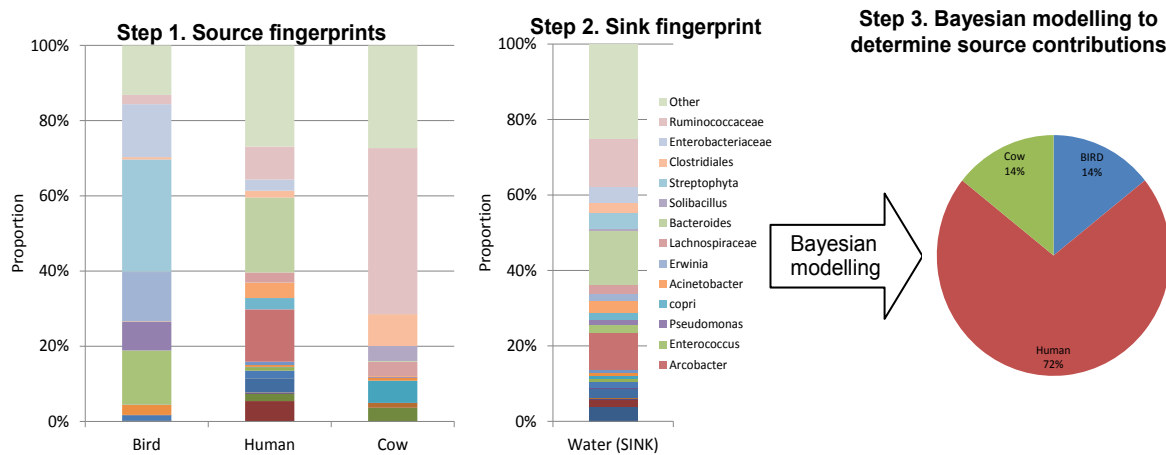 Step 1. Source fingerprints
100%
80%
60%
40%
20%
0%
Proportion
Bird
Human
Cow
Step 2. Sink fingerprint
100%
80%
60%
40%
20%
0%
Proportion
Water (SINK)
Other
Ruminococcaceae
Enterobacteriaceae
Clostridiales
Streptophyta
Solibacillus
Bacteroides
Lachnospiraceae
Erwinia
Acinetobacter
copri
Pseudomonas
Enterococcus
Arcobacter
Bayesian
modelling
Step 3. Bayesian modelling to
determine source contributions
Cow
14%
BIRD
14%
Human
72%